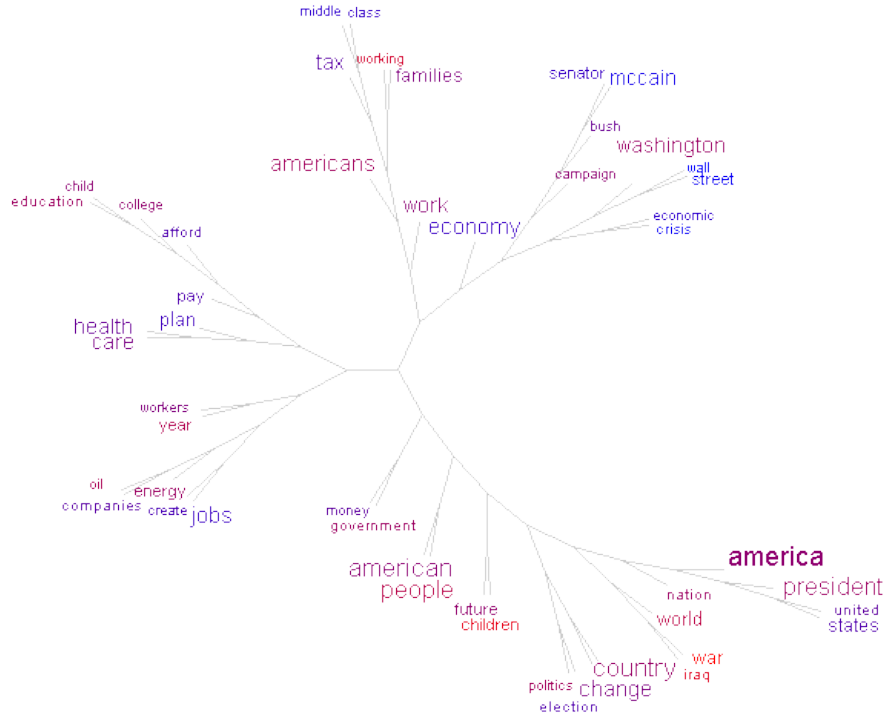 middle class
tax
working
families
senator
mccain
bush
washington
americans
campaign
wall
street
child
education
college
work
economy
economic
crisis
afford
pay
plan
health
care
workers
year
oil
companies
energy
create
jobs
money
government
american
people
future
children
america
president
nation
united
states
world
war
iraq
country
politics
change
election